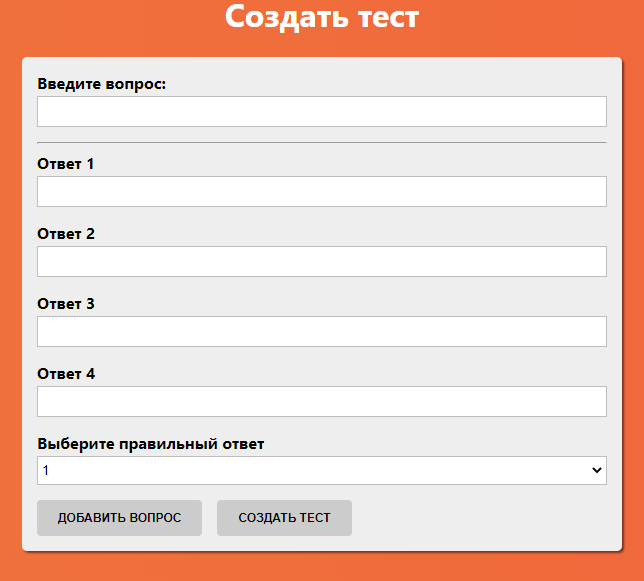 Создать тест
Введите вопрос:
Ответ 1
Ответ 2
Ответ 3
Ответ 4
Выберите правильный ответ
1
ДОБАВИТЬ ВОПРОС СОЗДАТЬ ТЕСТ